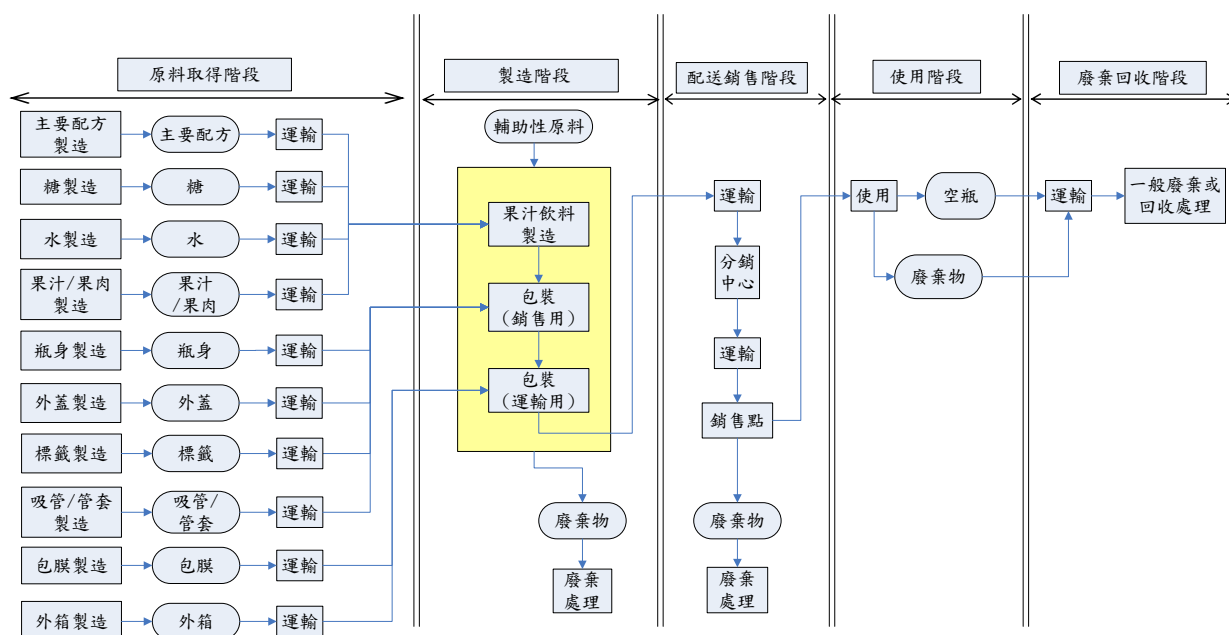 原料取得階段
製造階段
配送銷售階段
使用階段
廢棄回收階段
主要配方
製造
主要配方
運輸
糖製造
糖
運輸
水製造
水
運輸
果汁/果肉
製造
果汁
/果肉
運輸
瓶身製造
瓶身
運輸
外蓋製造
外蓋
運輸
標籤製造
標籤
運輸
吸管/管套
製造
吸管/
管套
運輸
包膜製造
包膜
運輸
外箱製造
外箱
運輸
輔助性原料
果汁飲料
製造
包裝
(銷售用)
包裝
(運輸用)
廢棄物
廢棄
處理
運輸
分銷
中心
運輸
銷售點
廢棄物
廢棄
處理
使用
空瓶
廢棄物
運輸
一般廢棄或
回收處理